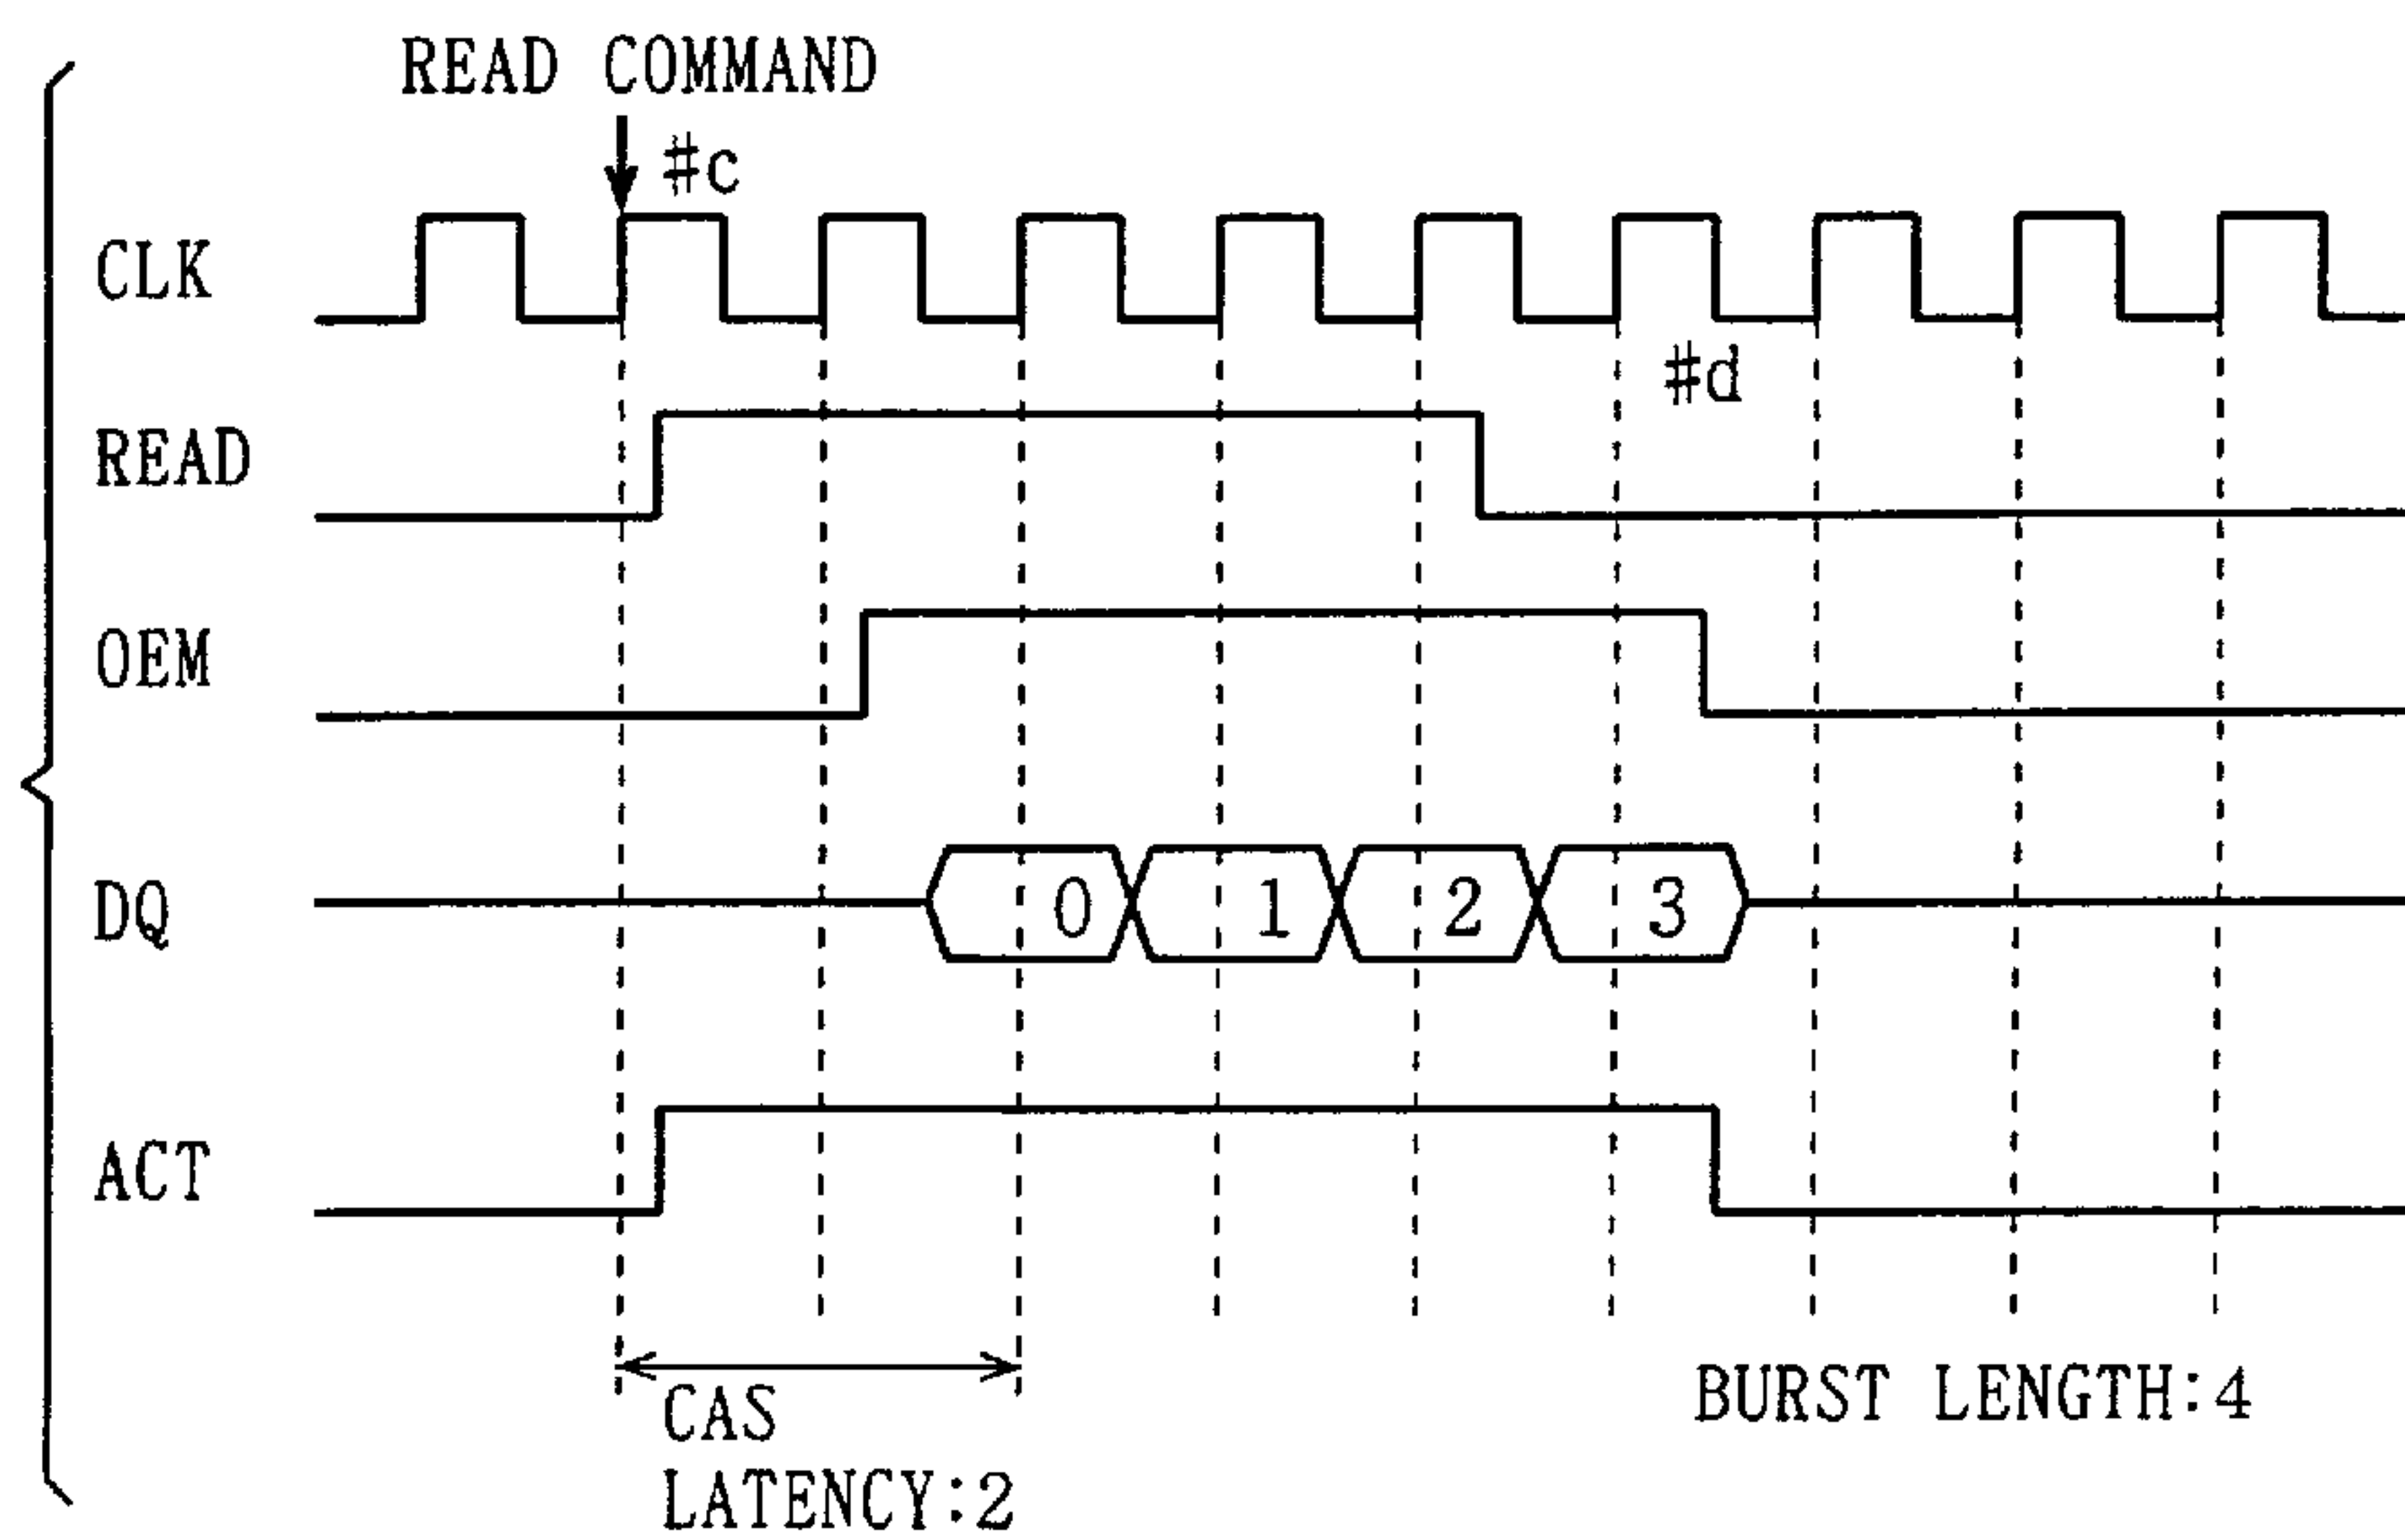 READ COMMAND
#c
CLK
#d
READ
OEM
DQ
0 1 2 3
ACT
CAS
LATENCY:2
BURST LENGTH:4